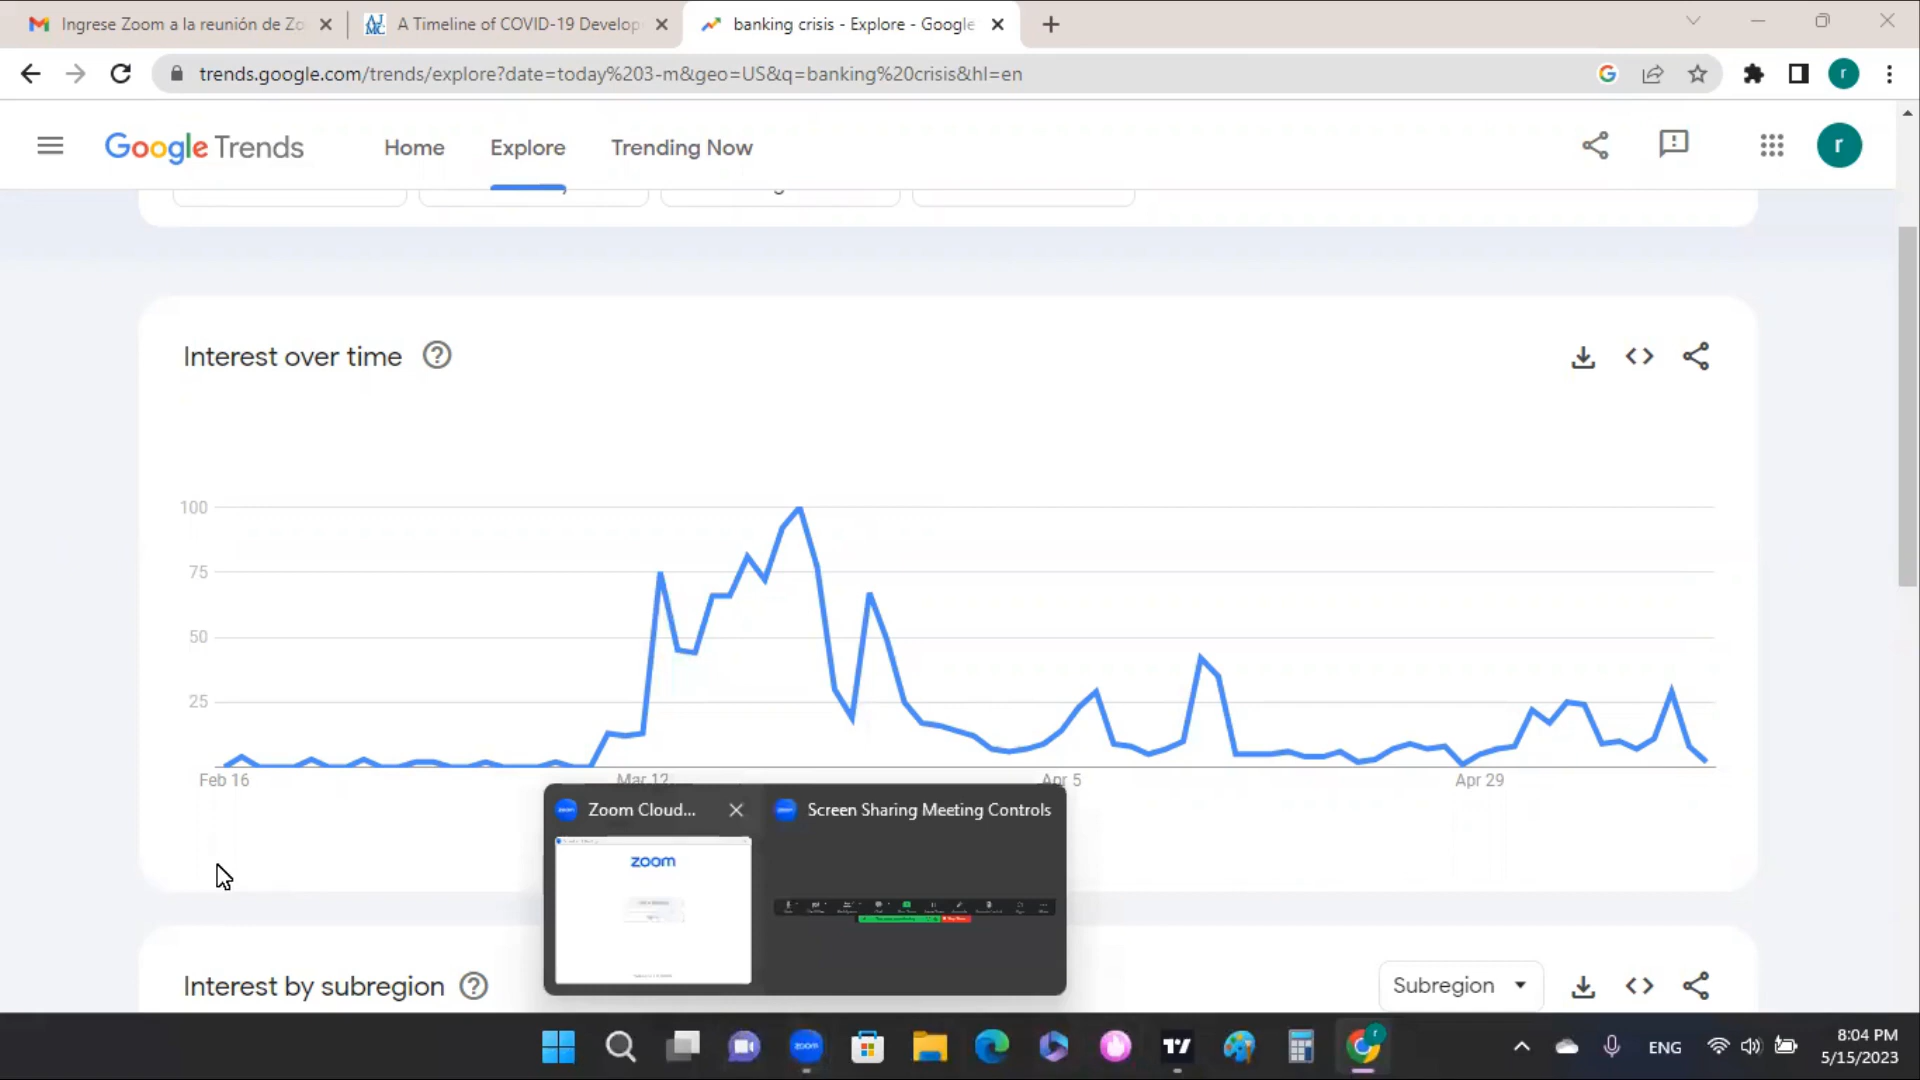 Ingrese Zoom a la reunión de Zo
A Timeline of COVID-19 Develop
banking crisis - Explore - Google
trends.google.com/trends/explore?date=today%203-m&geo=US&q=banking%20crisis&hl=en
r
Google Trends
Home
Explore
Trending Now
r
Interest over time
100
75
50
25
Feb 16
Mar 12
Apr 5
Apr 29
Zoom Cloud...
Screen Sharing Meeting Controls
zoom
Interest by subregion
Subregion
zoom
ENG
8:04 PM
5/15/2023